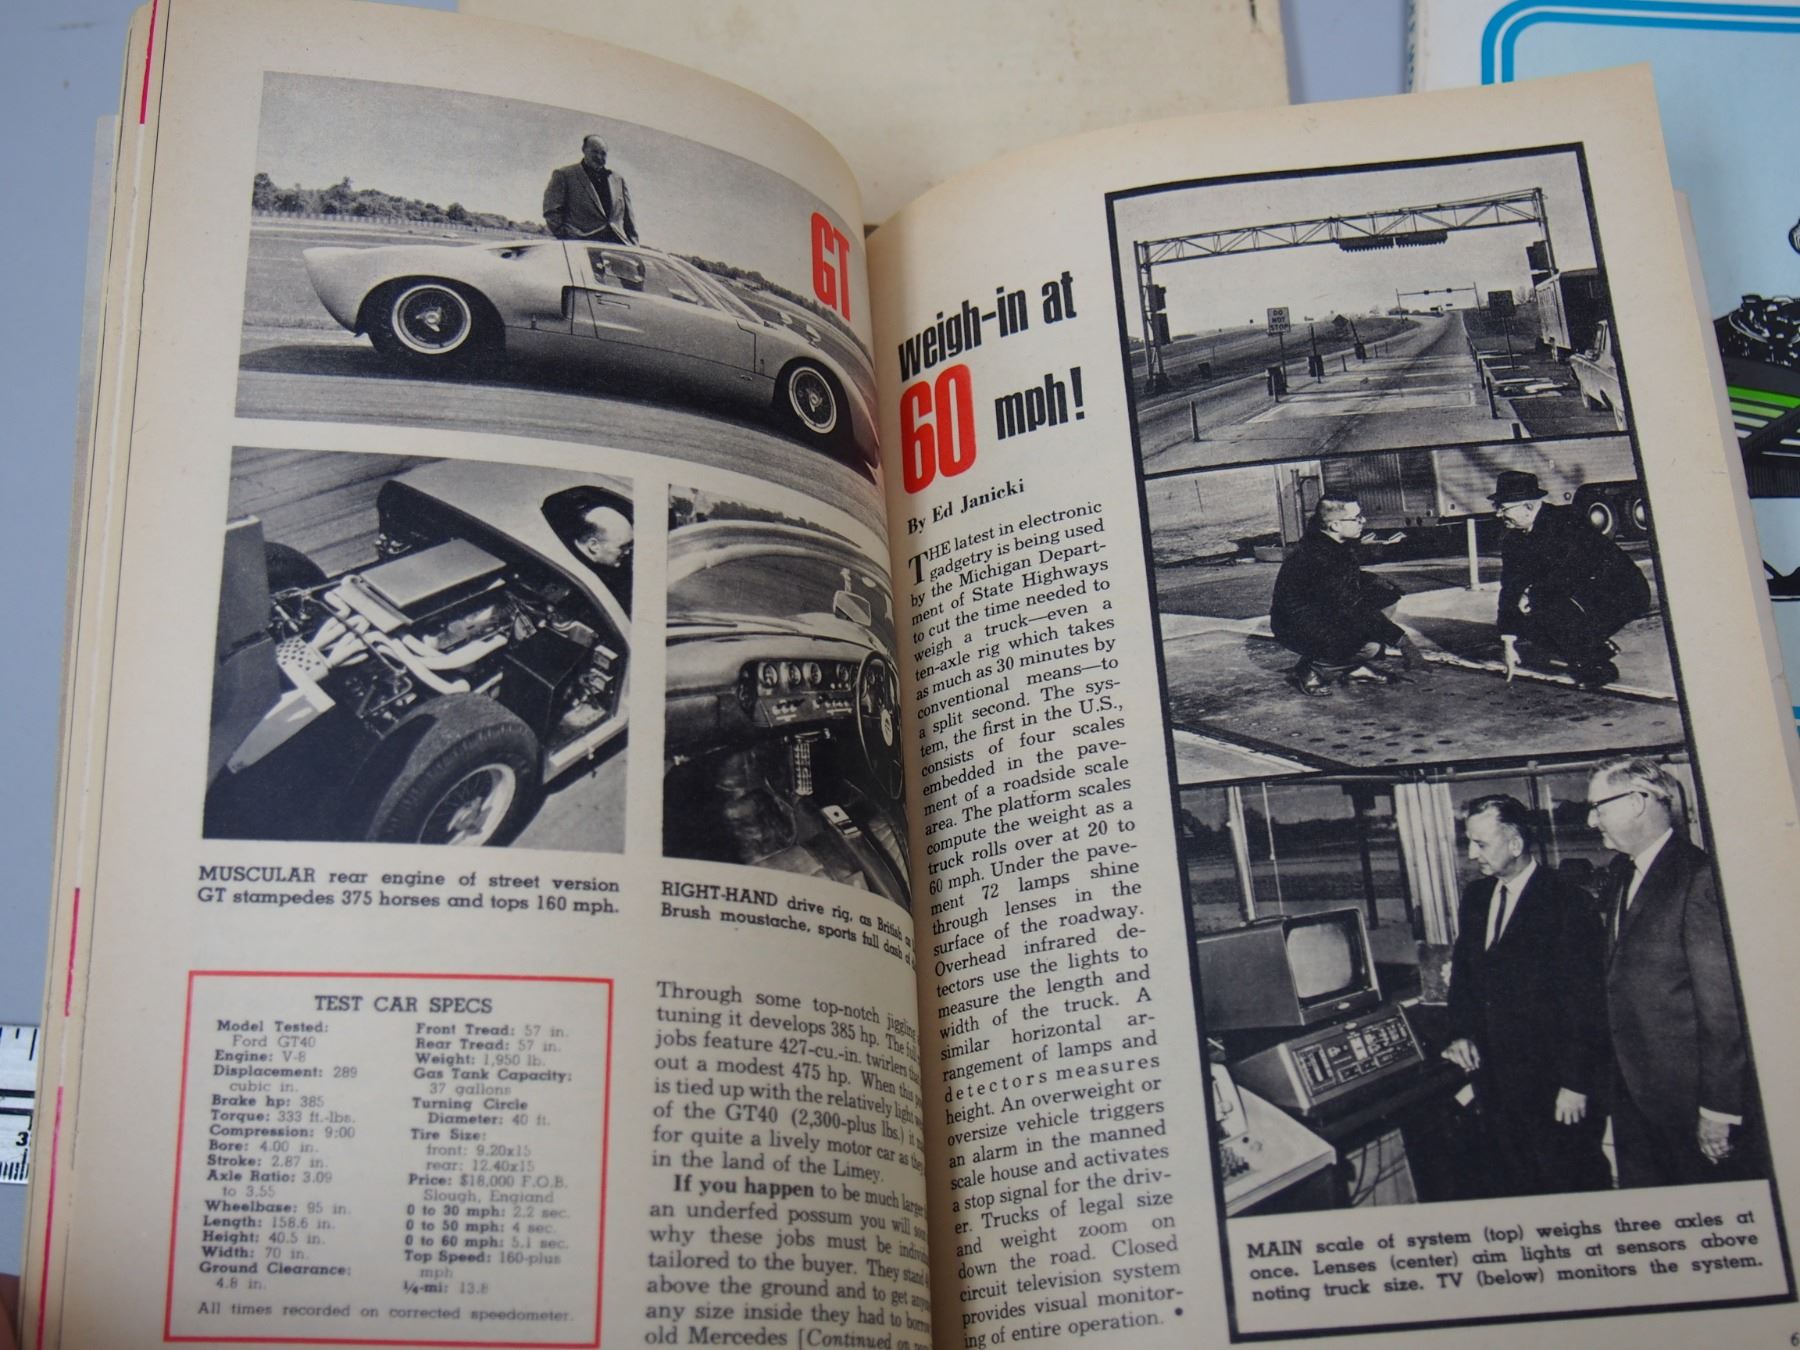 GT
MUSCULAR rear engine of street version
GT stampedes 375 horses and tops 160 mph.
RIGHT-HAND drive rig, as British as
Brush moustache, sports full dash of
TEST CAR SPECS
Model Tested:
Ford GT40
Engine: V-8
Displacement: 289
cubic in.
Brake hp: 385
Torque: 333 ft.-lbs.
Compression: 9:00
Bore: 4.00 in.
Stroke: 2.87 in.
Axle Ratio: 3.09
to 3.55
Wheelbase: 95 in.
Length: 158.6 in.
Height: 40.5 in.
Width: 70 in.
Ground Clearance:
4.8 in.
Front Tread: 57 in.
Rear Tread: 57 in.
Weight: 1,950 lb.
Gas Tank Capacity:
37 gallons
Turning Circle
Diameter: 40 ft.
Tire Size:
front: 9.20x15
rear: 12.40x15
Price: $18,000 F.O.B.
Slough, England
0 to 30 mph: 2.2 sec.
0 to 50 mph: 4 sec.
0 to 60 mph: 5.1 sec.
Top Speed: 160-plus
mph
1/4-mi: 13.8
All times recorded on corrected speedometer.
Through some top-notch jiggling
tuning it develops 385 hp. The full
jobs feature 427-cu.-in. twirlers
out a modest 475 hp. When this
is tied up with the relatively light
of the GT40 (2,300-plus lbs.) it
for quite a lively motor car as they
in the land of the Limey.
If you happen to be much larger
an underfed possum you will soon
why these jobs must be
tailored to the buyer. They stand
above the ground and to get
any size inside they had to borrow
old Mercedes [Continued on
weigh-in at
60 mph!
By Ed Janicki
THE latest in electronic
gadgetry is being used
by the Michigan Depart-
ment of State Highways
to cut the time needed to
weigh a truck—even a
ten-axle rig which takes
as much as 30 minutes by
conventional means—to
a split second. The sys-
tem, the first in the U.S.,
consists of four scales
embedded in the pave-
ment of a roadside scale
area. The platform scales
compute the weight as a
truck rolls over at 20 to
60 mph. Under the pave-
ment 72 lamps shine
through lenses in the
surface of the roadway.
Overhead infrared de-
tectors use the lights to
measure the length and
width of the truck. A
similar horizontal ar-
rangement of lamps and
detectors measures
height. An overweight or
oversize vehicle triggers
an alarm in the manned
scale house and activates
a stop signal for the driv-
er. Trucks of legal size
and weight zoom on
down the road. Closed
circuit television system
provides visual monitor-
ing of entire operation. •
DO
NOT
STOP
MAIN scale of system (top) weighs three axles at
once. Lenses (center) aim lights at sensors above
noting truck size. TV (below) monitors the system.
6
3